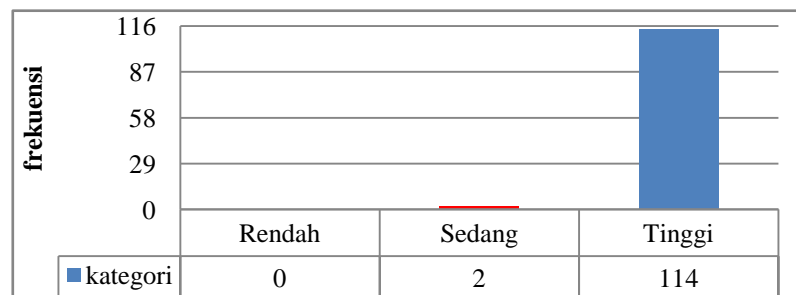 116
87
58
29
0
frekuensi
Rendah Sedang Tinggi
kategori 0 2 114